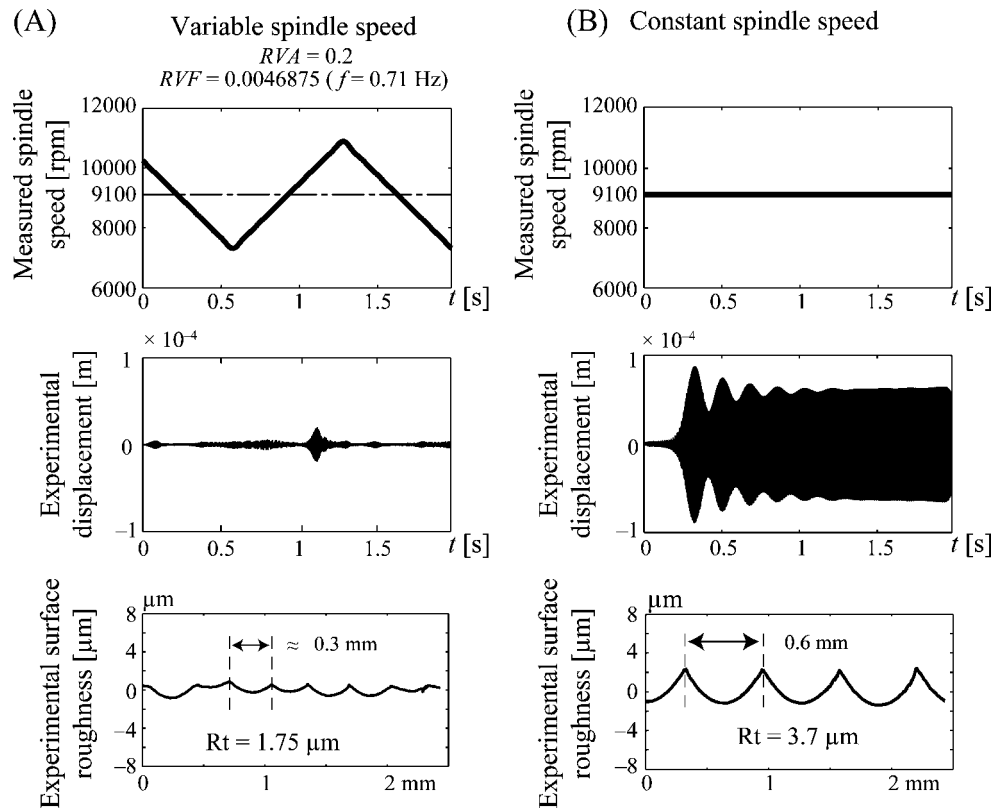 (A)
Variable spindle speed
RVA = 0.2
RVF = 0.0046875 ( f = 0.71 Hz)
Measured spindle
speed [rpm]
12000
10000
9100
8000
6000
0 0.5 1 1.5 t [s]
Experimental
displacement [m]
× 10⁻⁴
1
0
–1
0 0.5 1 1.5 t [s]
Experimental surface
roughness [μm]
μm
8
4
0
–4
–8
≈ 0.3 mm
Rt = 1.75 μm
0 1 2 mm
(B)
Constant spindle speed
Measured spindle
speed [rpm]
12000
10000
9100
8000
6000
0 0.5 1 1.5 t [s]
Experimental
displacement [m]
× 10⁻⁴
1
0
–1
0 0.5 1 1.5 t [s]
Experimental surface
roughness [μm]
μm
8
4
0
–4
–8
0.6 mm
Rt = 3.7 μm
0 1 2 mm